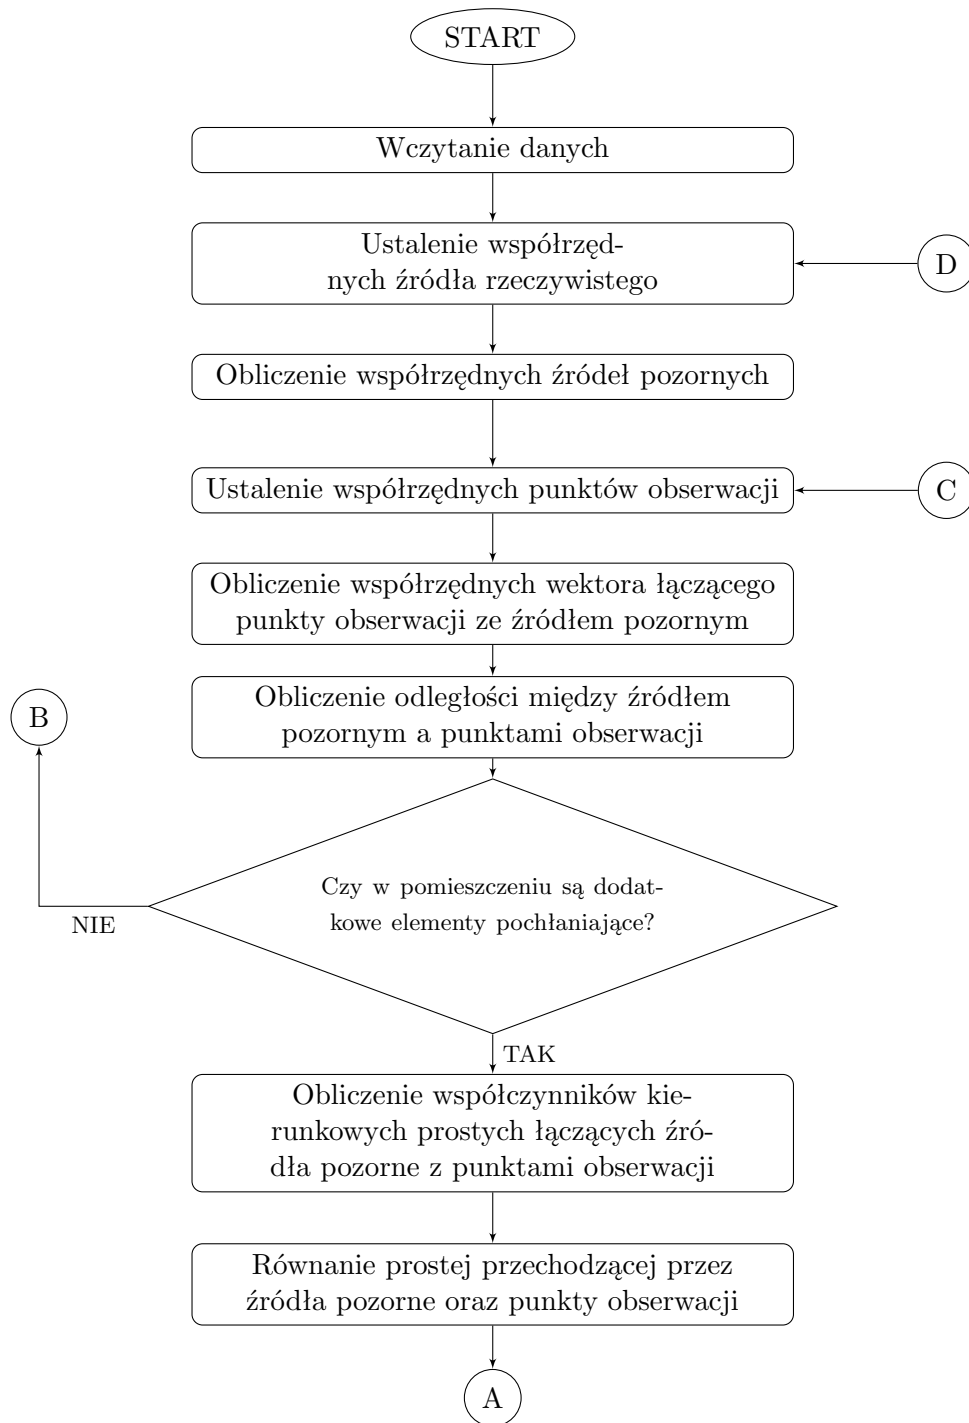 START
Wczytanie danych
Ustalenie współrzęd-
nych źródła rzeczywistego
D
Obliczenie współrzędnych źródeł pozornych
Ustalenie współrzędnych punktów obserwacji
C
Obliczenie współrzędnych wektora łączącego
punkty obserwacji ze źródłem pozornym
Obliczenie odległości między źródłem
pozornym a punktami obserwacji
B
Czy w pomieszczeniu są dodat-
kowe elementy pochłaniające?
NIE
TAK
Obliczenie współczynników kie-
runkowych prostych łączących źró-
dła pozorne z punktami obserwacji
Równanie prostej przechodzącej przez
źródła pozorne oraz punkty obserwacji
A